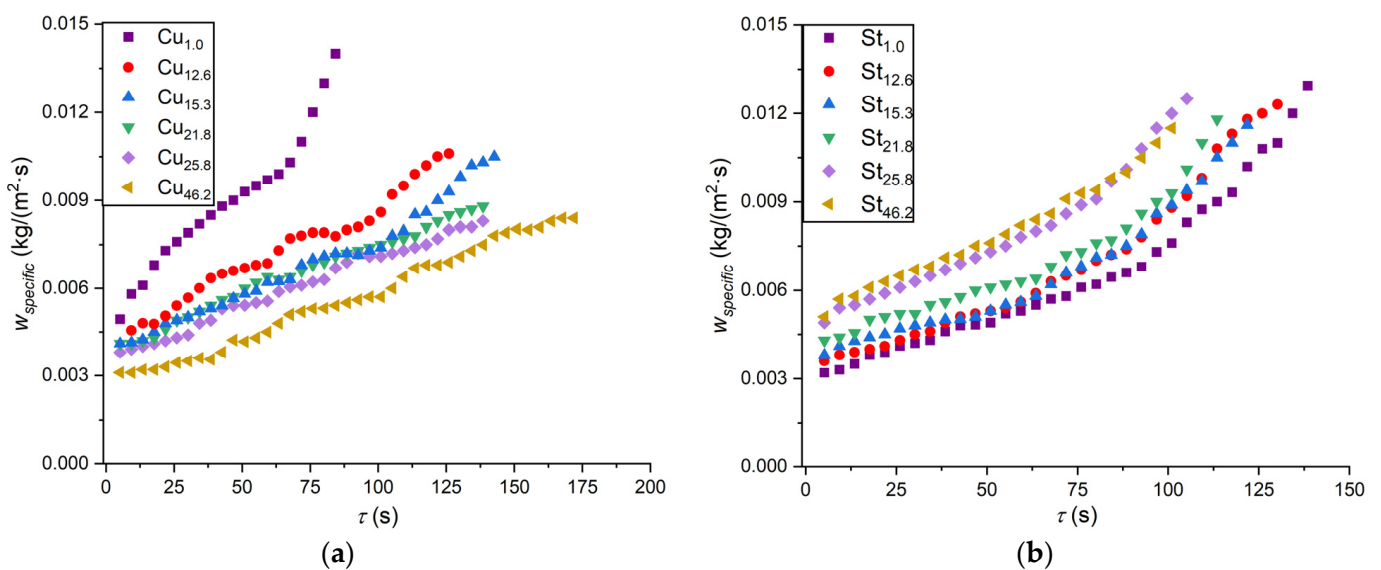 0.015
0.012
0.009
0.006
0.003
0.000
w_specific (kg/(m²·s)
Cu1.0
Cu12.6
Cu15.3
Cu21.8
Cu25.8
Cu46.2
0 25 50 75 100 125 150 175 200
τ (s)
(a)
0.015
0.012
0.009
0.006
0.003
0.000
w_specific (kg/(m²·s)
St1.0
St12.6
St15.3
St21.8
St25.8
St46.2
0 25 50 75 100 125 150
τ (s)
(b)